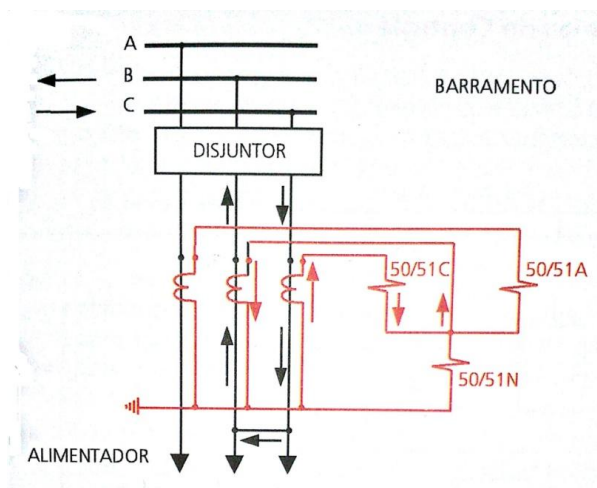 A
B
C
BARRAMENTO
DISJUNTOR
50/51C
50/51A
50/51N
ALIMENTADOR